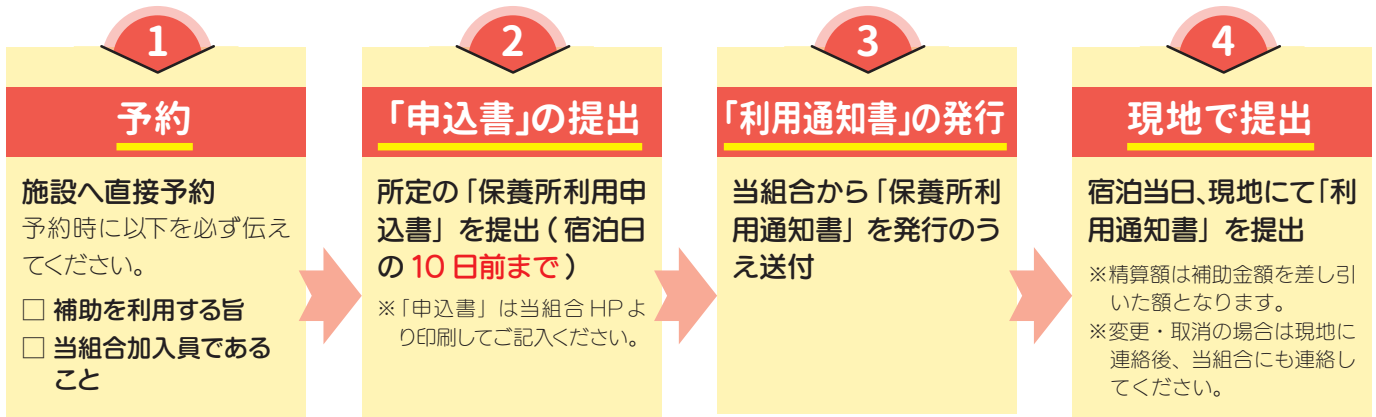 1
予約
施設へ直接予約
予約時に以下を必ず伝え
てください。
□ 補助を利用する旨
□ 当組合加入員である
こと
2
「申込書」の提出
所定の「保養所利用申
込書」を提出(宿泊日
の10日前まで)
※「申込書」は当組合HPよ
り印刷してご記入ください。
3
「利用通知書」の発行
当組合から「保養所利
用通知書」を発行のう
え送付
4
現地で提出
宿泊当日、現地にて「利
用通知書」を提出
※精算額は補助金額を差し引
いた額となります。
※変更・取消の場合は現地に
連絡後、当組合にも連絡し
てください。